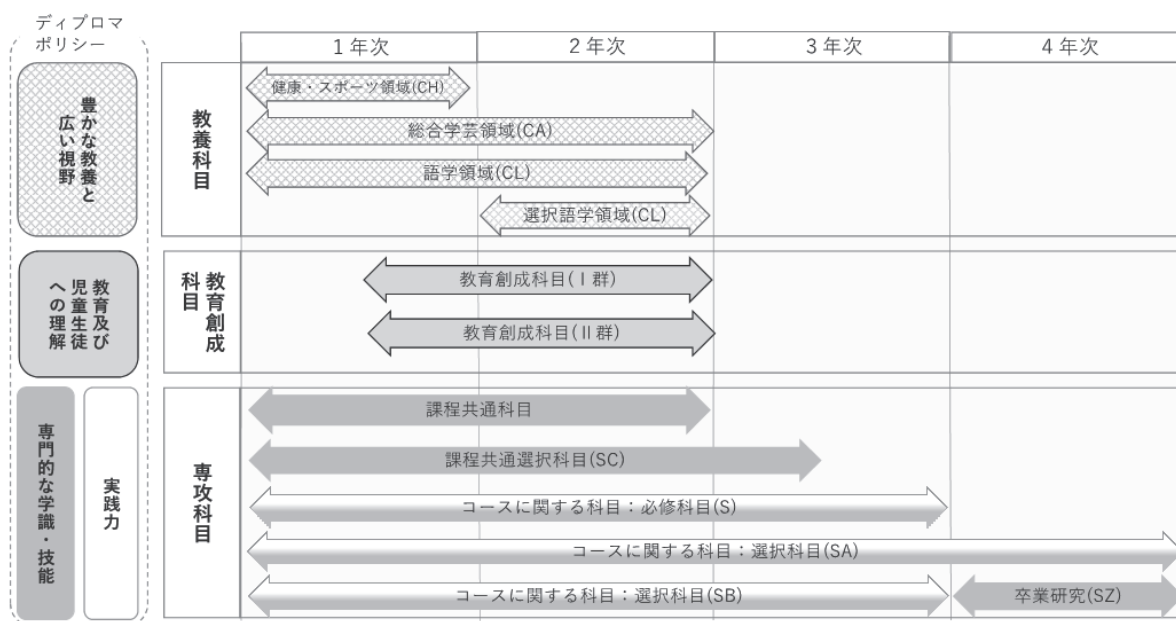 ディプロマ
ポリシー
1年次
2年次
3年次
4年次
豊かな教養と
広い視野
教養科目
健康・スポーツ領域(CH)
総合学芸領域(CA)
語学領域(CL)
選択語学領域(CL)
教育及び
児童生徒
への理解
教育創成
科目
教育創成科目(Ⅰ群)
教育創成科目(Ⅱ群)
専門的な学識・技能
実践力
専攻科目
課程共通科目
課程共通選択科目(SC)
コースに関する科目：必修科目(S)
コースに関する科目：選択科目(SA)
コースに関する科目：選択科目(SB)
卒業研究(SZ)